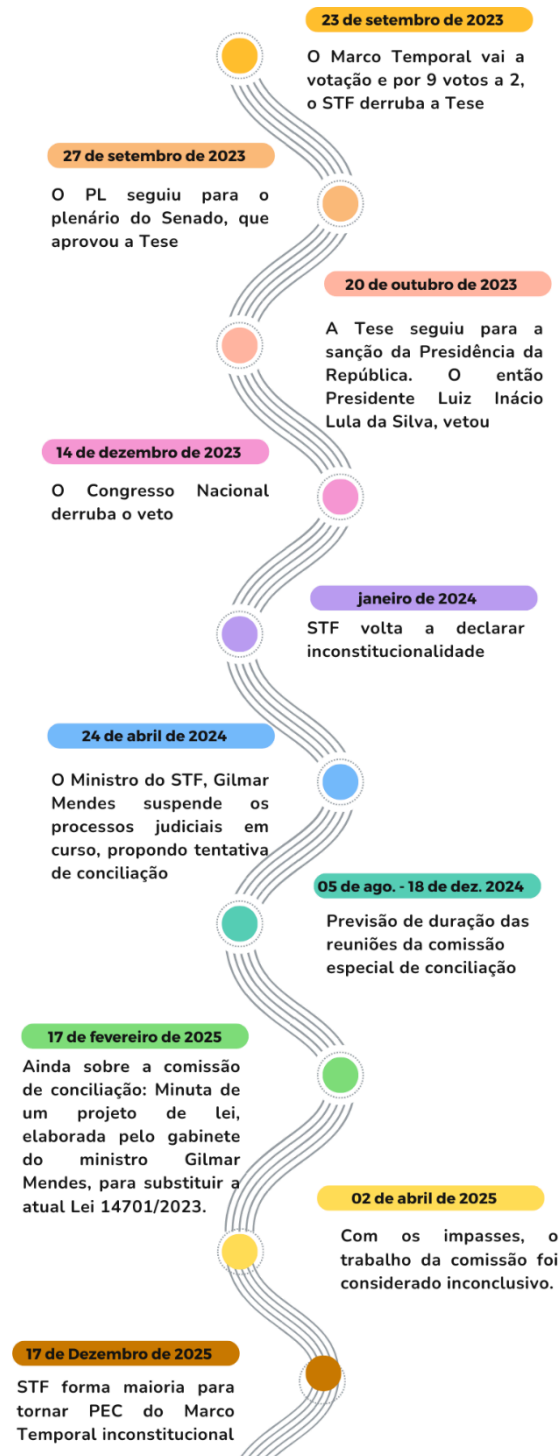 23 de setembro de 2023
O Marco Temporal vai a
votação e por 9 votos a 2,
o STF derruba a Tese
27 de setembro de 2023
O PL seguiu para o
plenário do Senado, que
aprovou a Tese
20 de outubro de 2023
A Tese seguiu para a
sanção da Presidência da
República. O então
Presidente Luiz Inácio
Lula da Silva, vetou
14 de dezembro de 2023
O Congresso Nacional
derruba o veto
janeiro de 2024
STF volta a declarar
inconstitucionalidade
24 de abril de 2024
O Ministro do STF, Gilmar
Mendes suspende os
processos judiciais em
curso, propondo tentativa
de conciliação
05 de ago. - 18 de dez. 2024
Previsão de duração das
reuniões da comissão
especial de conciliação
17 de fevereiro de 2025
Ainda sobre a comissão
de conciliação: Minuta de
um projeto de lei,
elaborada pelo gabinete
do ministro Gilmar
Mendes, para substituir a
atual Lei 14701/2023.
02 de abril de 2025
Com os impasses, o
trabalho da comissão foi
considerado inconclusivo.
17 de Dezembro de 2025
STF forma maioria para
tornar PEC do Marco
Temporal inconstitucional